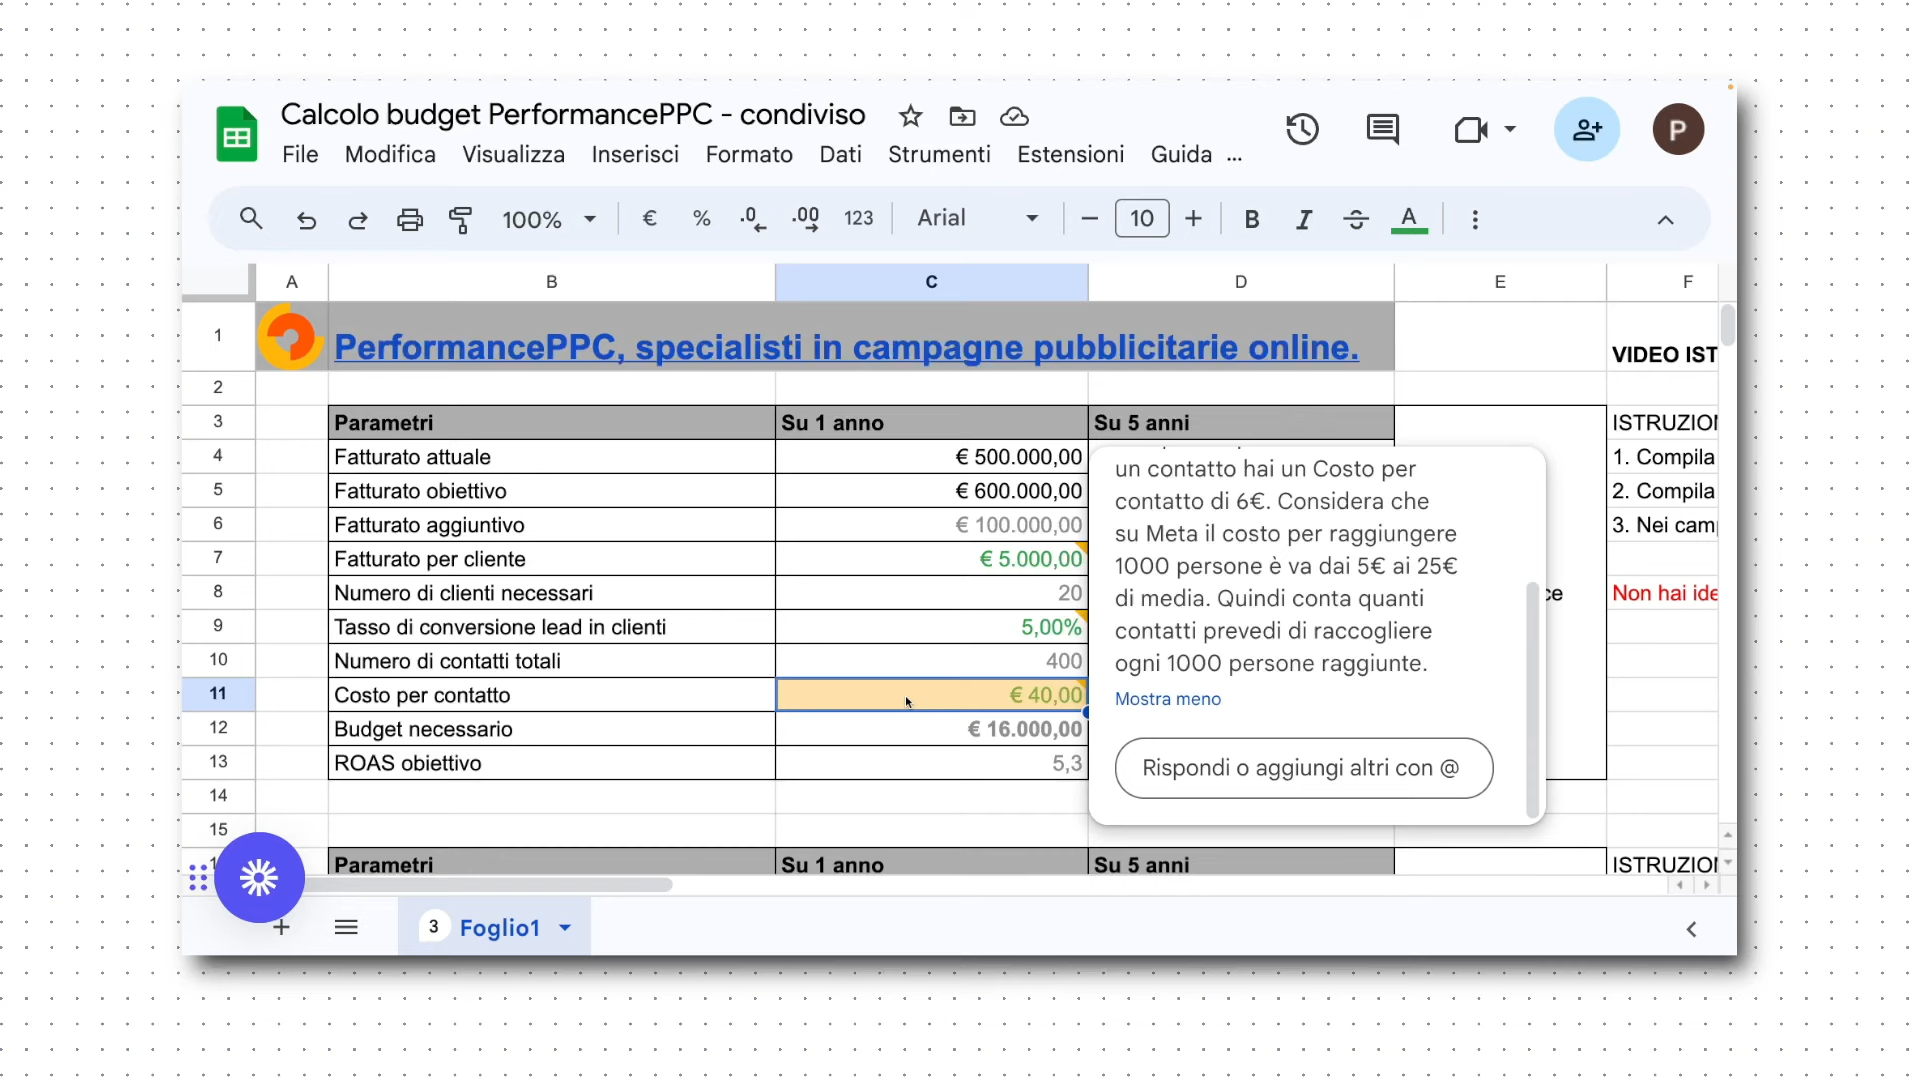 Calcolo budget PerformancePPC - condiviso
P
File Modifica Visualizza Inserisci Formato Dati Strumenti Estensioni Guida ...
100% € % .0 .00 123 Arial 10 B I S A
A B C D E F
1 PerformancePPC, specialisti in campagne pubblicitarie online. VIDEO IST
2
3 Parametri Su 1 anno Su 5 anni ISTRUZION
4 Fatturato attuale € 500.000,00 1. Compila
5 Fatturato obiettivo € 600.000,00 2. Compila
6 Fatturato aggiuntivo € 100.000,00 3. Nei cam
7 Fatturato per cliente € 5.000,00
8 Numero di clienti necessari 20 ce Non hai ide
9 Tasso di conversione lead in clienti 5,00%
10 Numero di contatti totali 400
11 Costo per contatto € 40,00
12 Budget necessario € 16.000,00
13 ROAS obiettivo 5,3
14
15
Parametri Su 1 anno Su 5 anni ISTRUZION
un contatto hai un Costo per
contatto di 6€. Considera che
su Meta il costo per raggiungere
1000 persone è va dai 5€ ai 25€
di media. Quindi conta quanti
contatti prevedi di raccogliere
ogni 1000 persone raggiunte.
Mostra meno
Rispondi o aggiungi altri con @
3 Foglio1